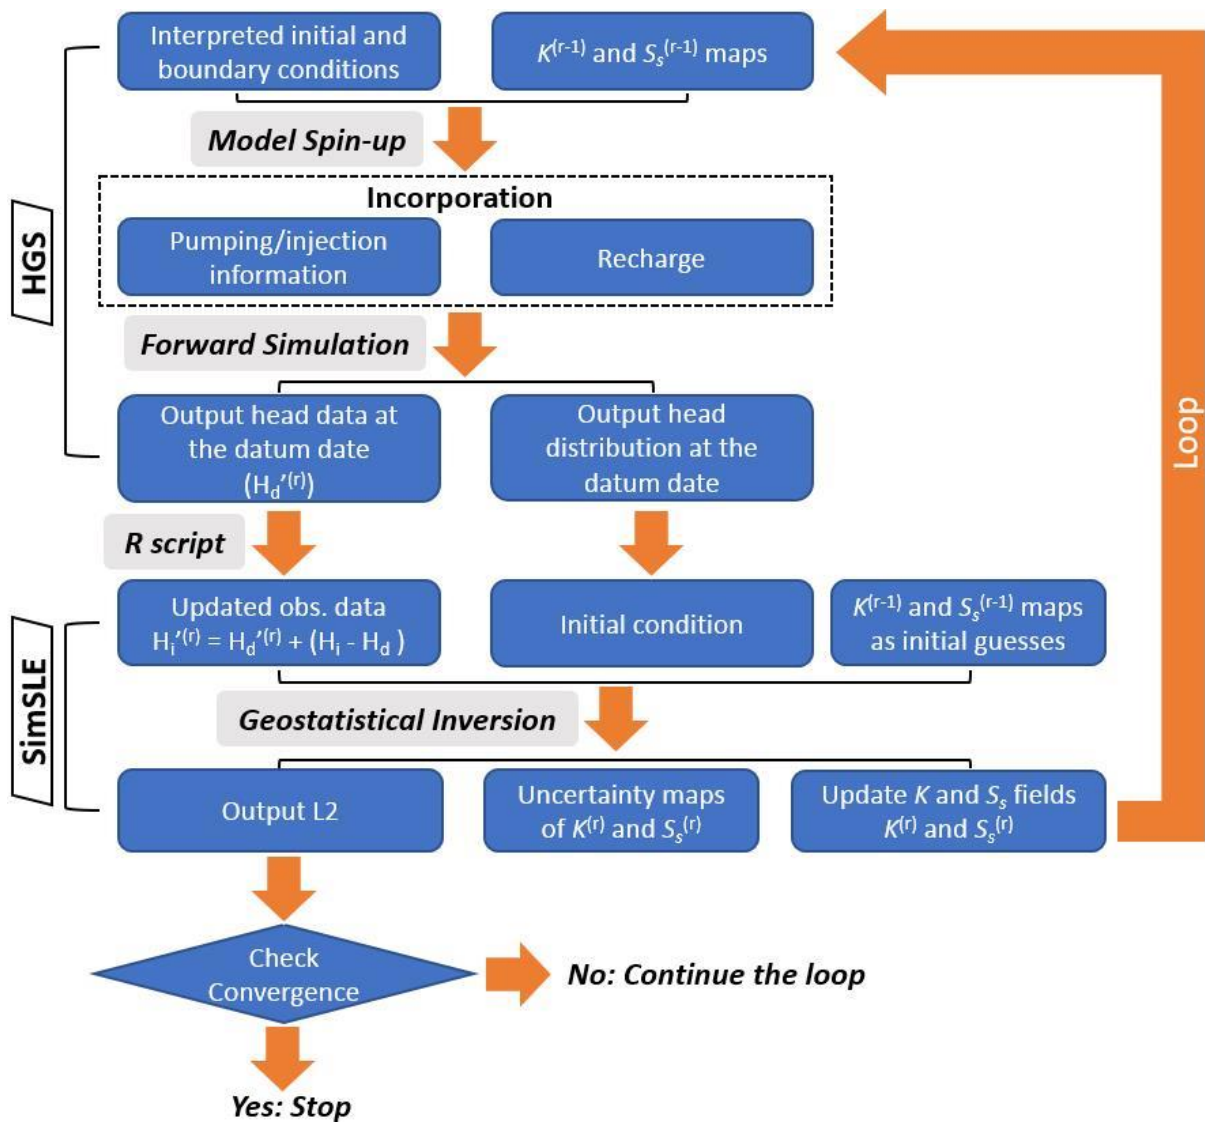 Interpreted initial and
boundary conditions
K(r-1) and Ss(r-1) maps
Model Spin-up
Incorporation
Pumping/injection
information
Recharge
HGS
Forward Simulation
Output head data at
the datum date
(Hd'(r))
Output head
distribution at the
datum date
Loop
R script
Updated obs. data
Hi'(r) = Hd'(r) + (Hi - Hd )
Initial condition
K(r-1) and Ss(r-1) maps
as initial guesses
SimSLE
Geostatistical Inversion
Output L2
Uncertainty maps
of K(r) and Ss(r)
Update K and Ss fields
K(r) and Ss(r)
Check
Convergence
No: Continue the loop
Yes: Stop